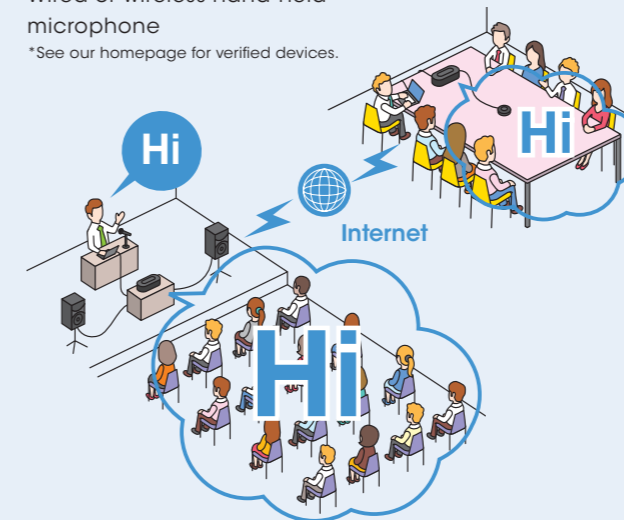 microphone
*See our homepage for verified devices.
Hi
Hi
Internet
Hi